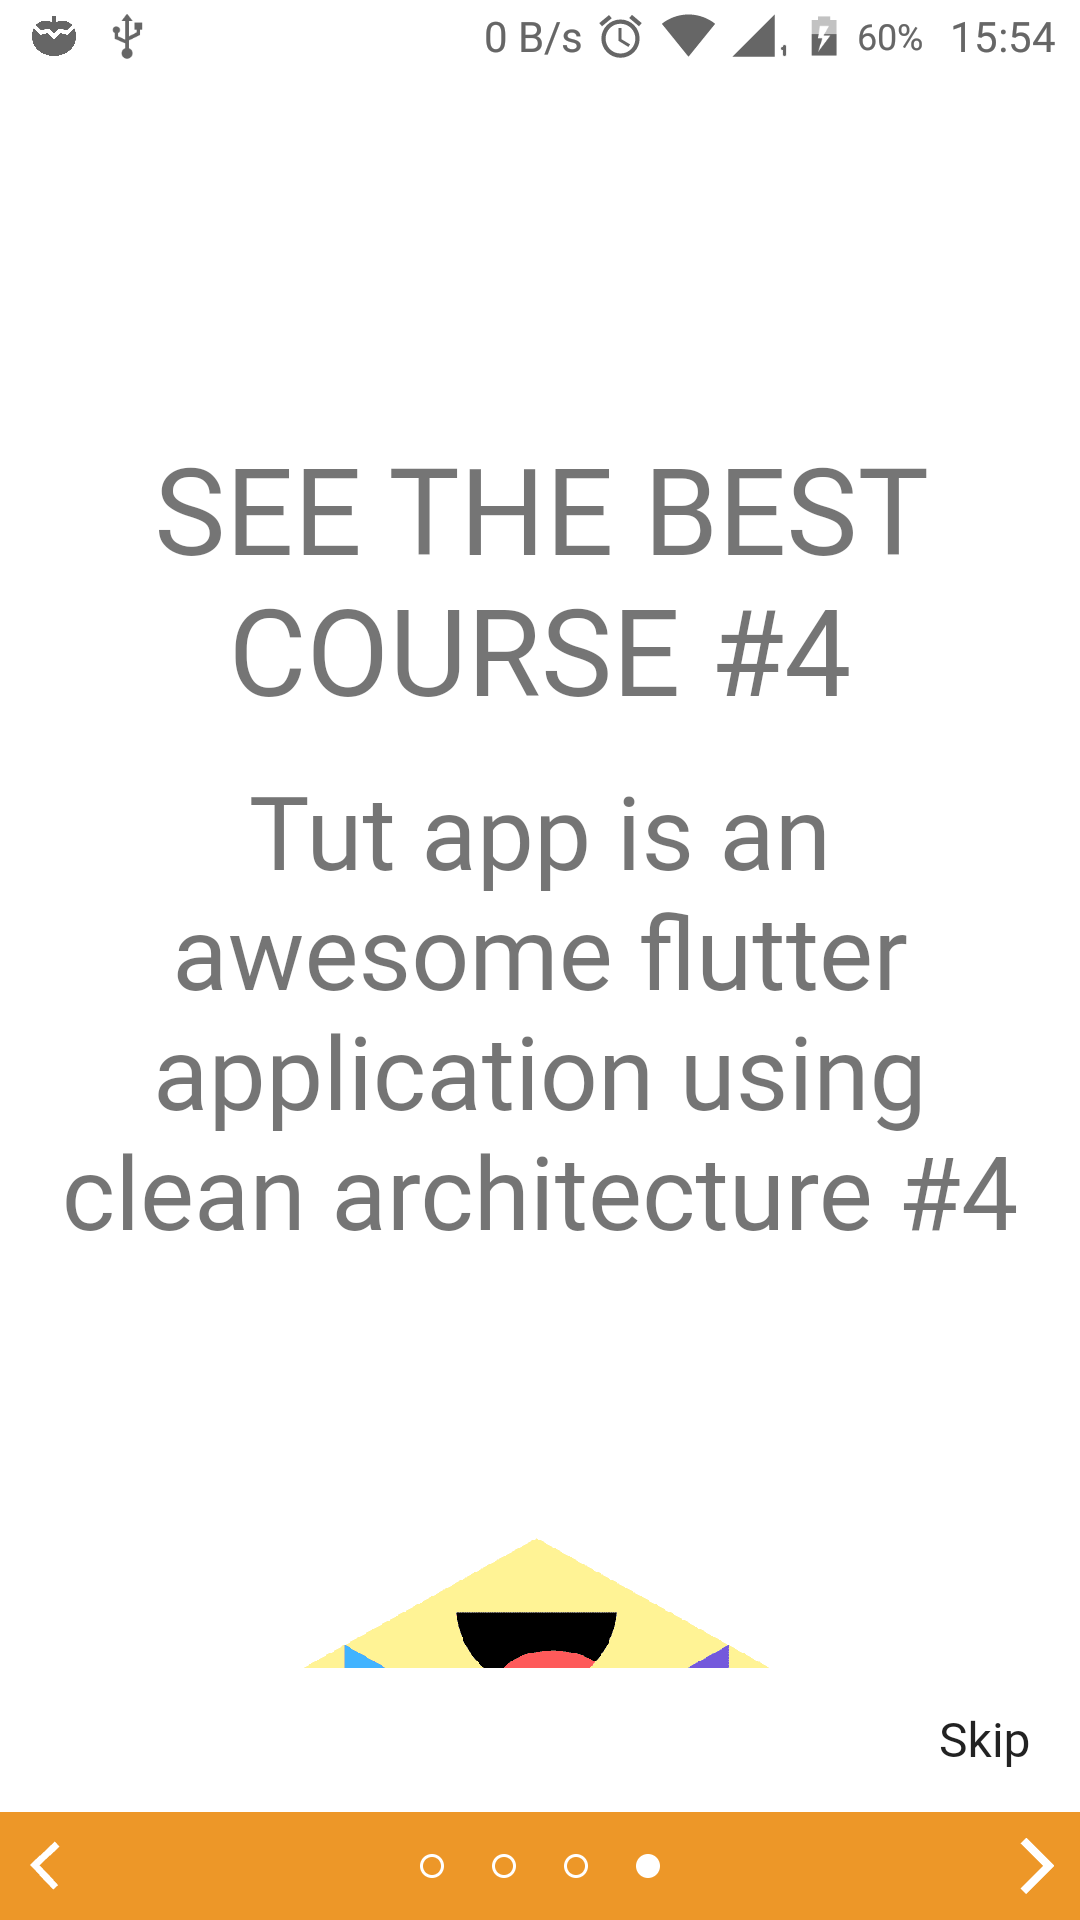 0 B/s 60% 15:54
SEE THE BEST
COURSE #4
Tut app is an
awesome flutter
application using
clean architecture #4
Skip